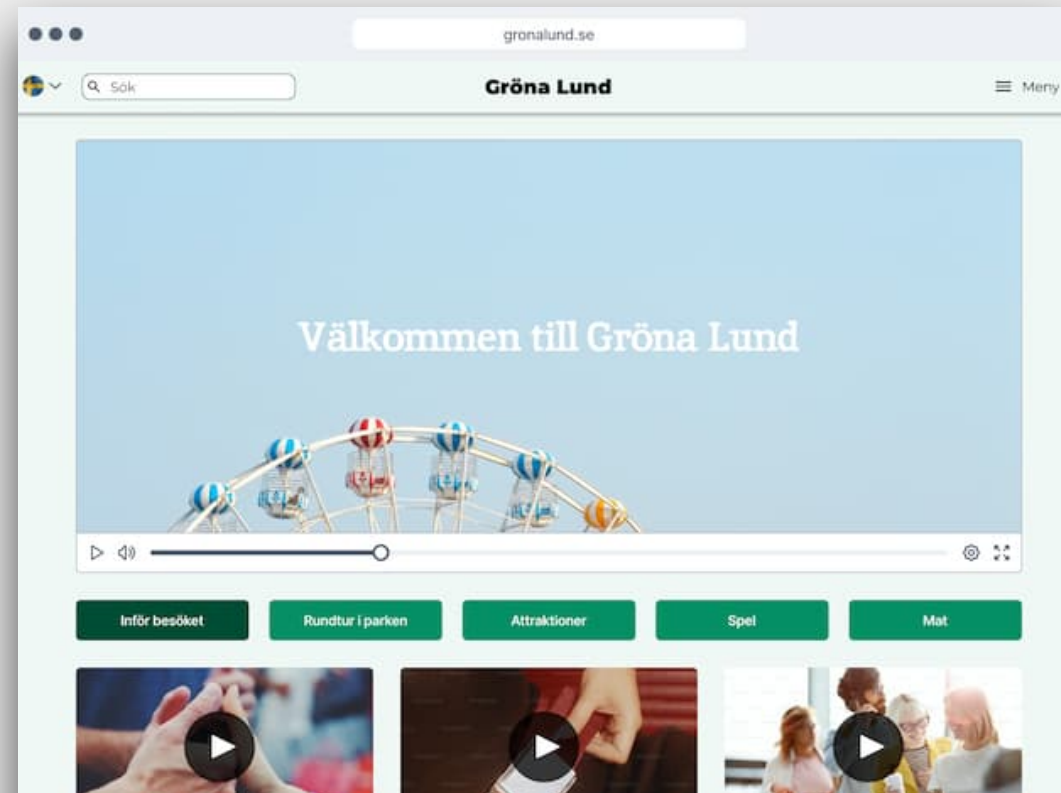 gronalund.se
Sök
Gröna Lund
Meny
Välkommen till Gröna Lund
Inför besöket
Rundtur i parken
Attraktioner
Spel
Mat